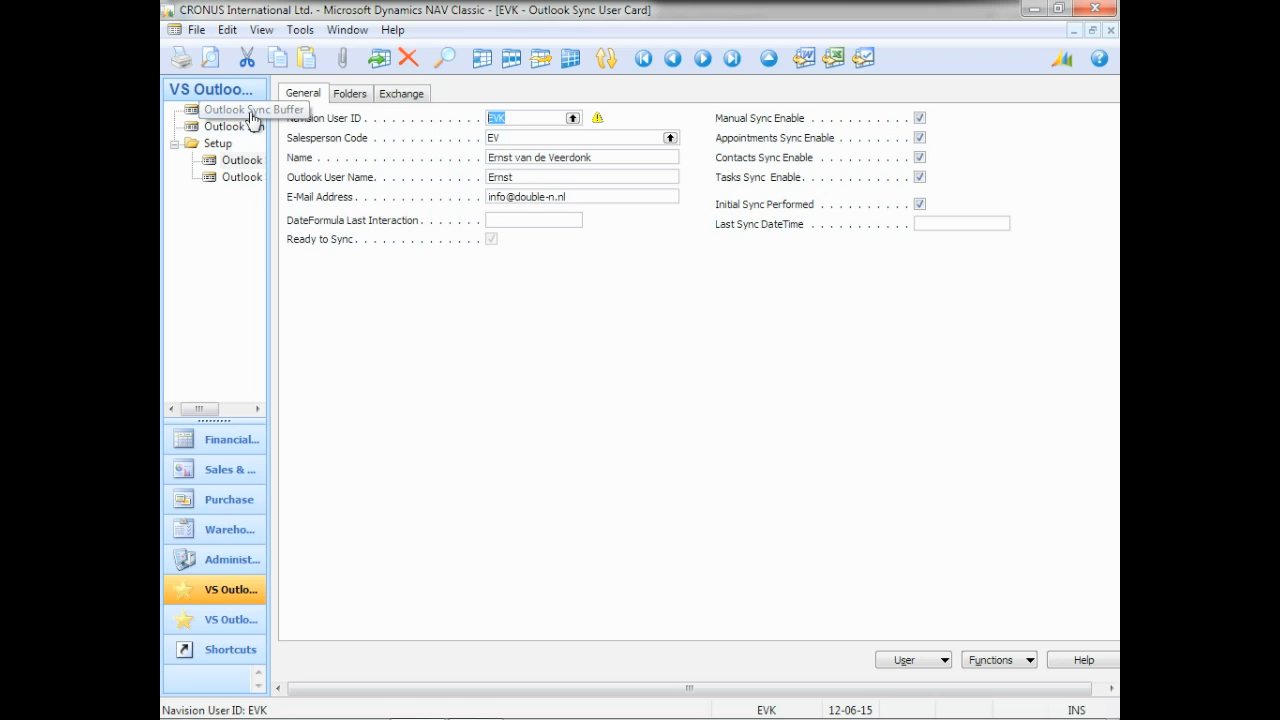 CRONUS International Ltd. - Microsoft Dynamics NAV Classic - [EVK - Outlook Sync User Card]
File Edit View Tools Window Help
VS Outloo...
Outlook Sync Buffer
Outlook
Setup
Outlook
Outlook
Financial...
Sales & ...
Purchase
Wareho...
Administ...
VS Outlo...
VS Outlo...
Shortcuts
General Folders Exchange
Navision User ID . . . . . . . . . . . . EVK
Salesperson Code . . . . . . . . . . . EV
Name . . . . . . . . . . . . . . . . . Ernst van de Veerdonk
Outlook User Name. . . . . . . . . . . Ernst
E-Mail Address . . . . . . . . . . . . . info@double-n.nl
DateFormula Last Interaction . . . . . .
Ready to Sync. . . . . . . . . . . . . .
Manual Sync Enable . . . . . . . . .
Appointments Sync Enable . . . . . . .
Contacts Sync Enable . . . . . . . . .
Tasks Sync Enable. . . . . . . . . . .
Initial Sync Performed . . . . . . . . .
Last Sync DateTime . . . . . . . . . .
User Functions Help
Navision User ID: EVK EVK 12-06-15 INS